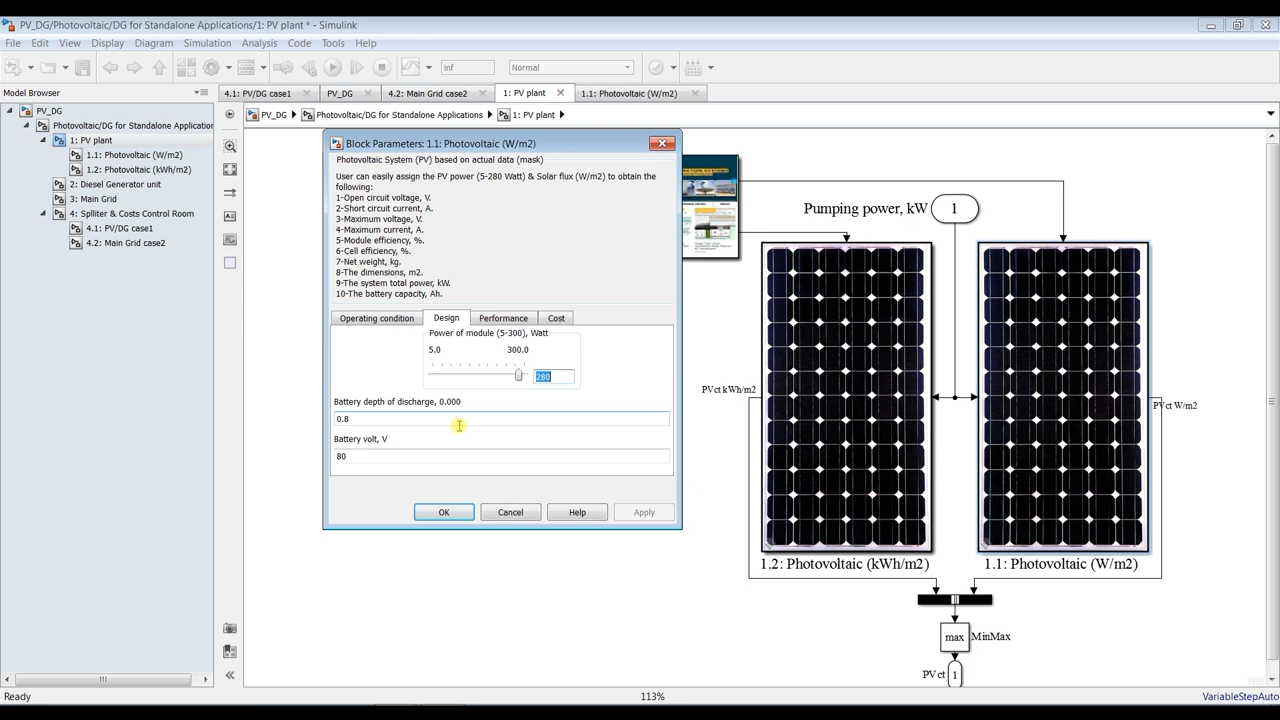 PV_DG/Photovoltaic/DG for Standalone Applications/1: PV plant * - Simulink
File Edit View Display Diagram Simulation Analysis Code Tools Help
inf
Normal
Model Browser
4.1: PV/DG case1
PV_DG
4.2: Main Grid case2
1: PV plant
1.1: Photovoltaic (W/m2)
PV_DG
Photovoltaic/DG for Standalone Applications
1: PV plant
PV_DG
Photovoltaic/DG for Standalone Application
1: PV plant
1.1: Photovoltaic (W/m2)
1.2: Photovoltaic (kWh/m2)
2: Diesel Generator unit
3: Main Grid
4: Spliiter & Costs Control Room
4.1: PV/DG case1
4.2: Main Grid case2
Block Parameters: 1.1: Photovoltaic (W/m2)
Photovoltaic System (PV) based on actual data (mask)
User can easily assign the PV power (5-280 Watt) & Solar flux (W/m2) to obtain the
following:
1-Open circuit voltage, V.
2-Short circuit current, A.
3-Maximum voltage, V.
4-Maximum current, A.
5-Module efficiency, %.
6-Cell efficiency, %.
7-Net weight, kg.
8-The dimensions, m2.
9-The system total power, kW.
10-The battery capacity, Ah.
Operating condition
Design
Performance
Cost
Power of module (5-300), Watt
5.0
300.0
280
Battery depth of discharge, 0.000
0.8
Battery volt, V
80
OK
Cancel
Help
Apply
Pumping power, kW
1
PVct kWh/m2
PVct W/m2
1.2: Photovoltaic (kWh/m2)
1.1: Photovoltaic (W/m2)
max
MinMax
PVct
1
Ready
113%
VariableStepAuto